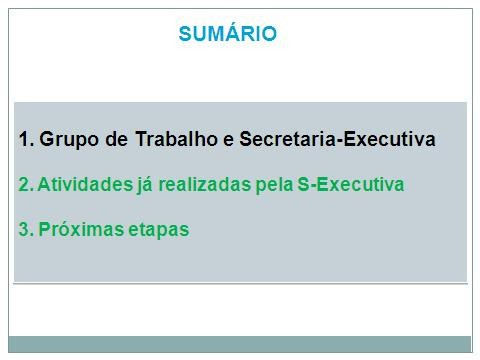 SUMÁRIO
1. Grupo de Trabalho e Secretaria-Executiva
2. Atividades já realizadas pela S-Executiva
3. Próximas etapas